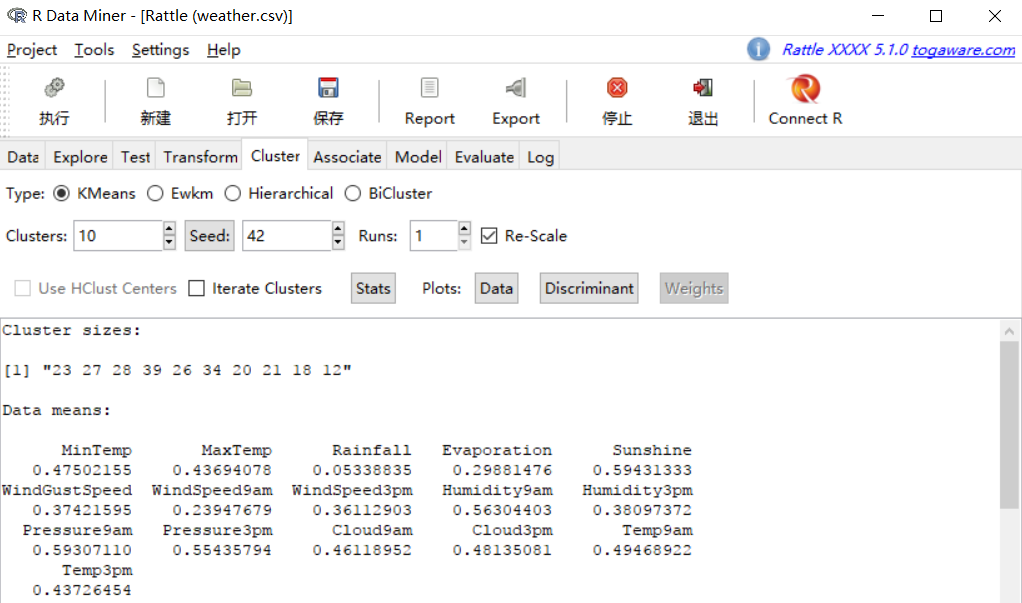 R Data Miner - [Rattle (weather.csv)]
Project Tools Settings Help Rattle XXXX 5.1.0 togaware.com
执行 新建 打开 保存 Report Export 停止 退出 Connect R
Data Explore Test Transform Cluster Associate Model Evaluate Log
Type: KMeans Ewkm Hierarchical BiCluster
Clusters: 10 Seed: 42 Runs: 1 Re-Scale
Use HClust Centers Iterate Clusters Stats Plots: Data Discriminant Weights
Cluster sizes:
[1] "23 27 28 39 26 34 20 21 18 12"
Data means:
MinTemp MaxTemp Rainfall Evaporation Sunshine
0.47502155 0.43694078 0.05338835 0.29881476 0.59431333
WindGustSpeed WindSpeed9am WindSpeed3pm Humidity9am Humidity3pm
0.37421595 0.23947679 0.36112903 0.56304403 0.38097372
Pressure9am Pressure3pm Cloud9am Cloud3pm Temp9am
0.59307110 0.55435794 0.46118952 0.48135081 0.49468922
Temp3pm
0.43726454